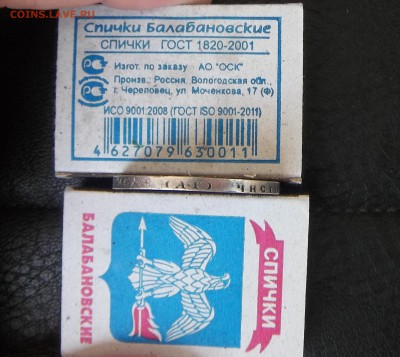 COINS.LAVE.RU
Спички Балабановские
СПИЧКИ ГОСТ 1820-2001
Изгот. по заказу АО "ОСК"
Произв.: Россия, Вологодская обл.,
г. Череповец, ул. Моченкова, 17 (Ф)
ИСО 9001:2008 (ГОСТ ISO 9001-2011)
4 627079 630011
(А·Г) ЧИСТ
БАЛАБАНОВСКИЕ
СПИЧКИ